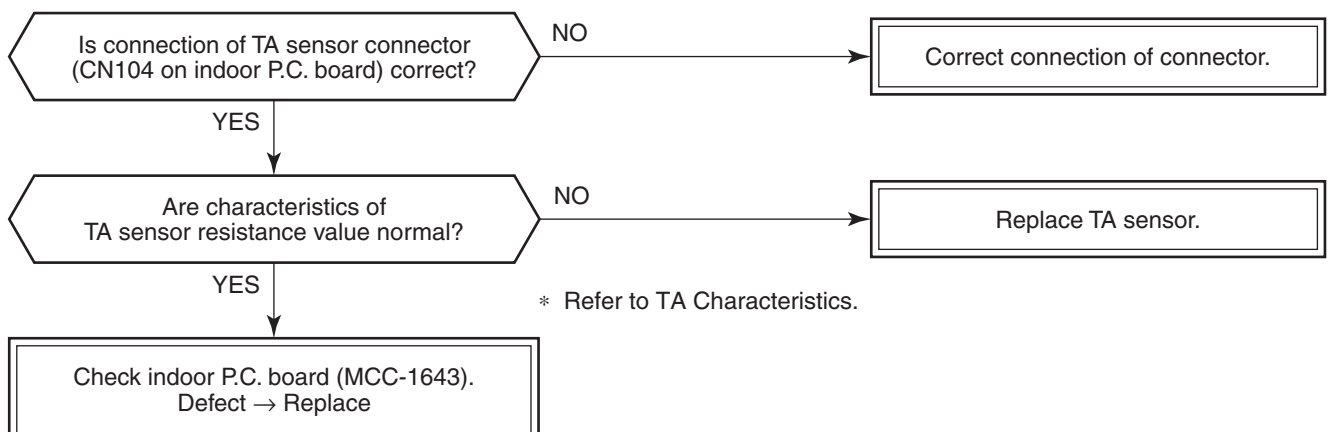 Is connection of TA sensor connector
(CN104 on indoor P.C. board) correct?
NO
Correct connection of connector.
YES
Are characteristics of
TA sensor resistance value normal?
NO
Replace TA sensor.
YES
* Refer to TA Characteristics.
Check indoor P.C. board (MCC-1643).
Defect → Replace